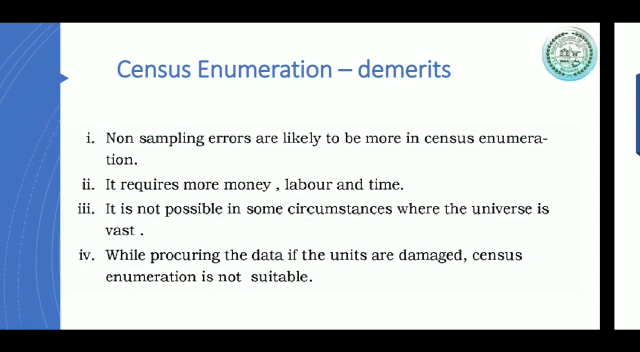 Census Enumeration – demerits
i. Non sampling errors are likely to be more in census enumera-
tion.
ii. It requires more money , labour and time.
iii. It is not possible in some circumstances where the universe is
vast .
iv. While procuring the data if the units are damaged, census
enumeration is not suitable.